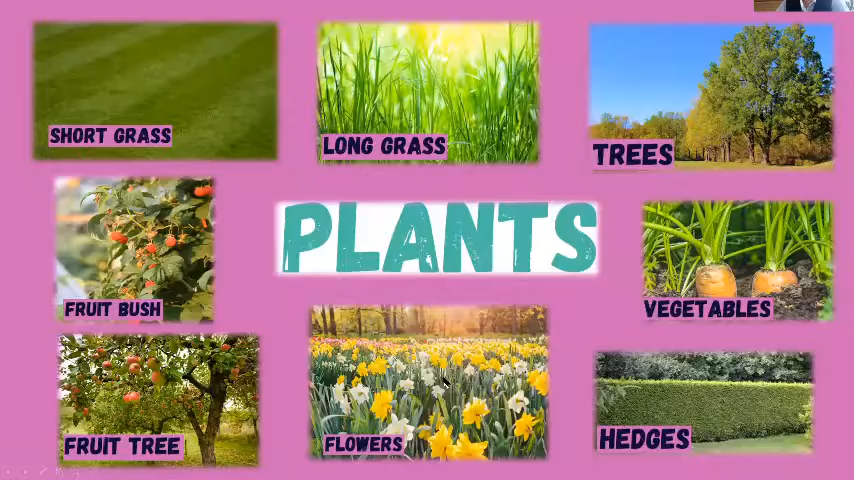 SHORT GRASS
LONG GRASS
TREES
FRUIT BUSH
PLANTS
VEGETABLES
FRUIT TREE
FLOWERS
HEDGES